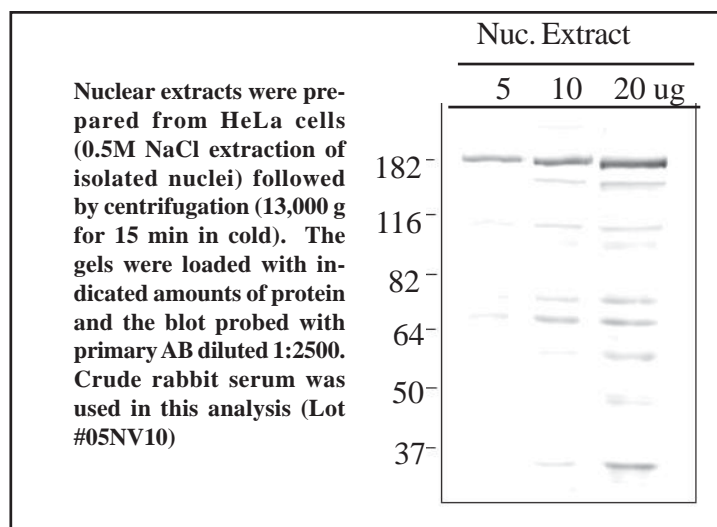 Nuclear extracts were pre-
pared from HeLa cells
(0.5M NaCl extraction of
isolated nuclei) followed
by centrifugation (13,000 g
for 15 min in cold). The
gels were loaded with in-
dicated amounts of protein
and the blot probed with
primary AB diluted 1:2500.
Crude rabbit serum was
used in this analysis (Lot
#05NV10)
Nuc. Extract
5 10 20 ug
182-
116-
82-
64-
50-
37-